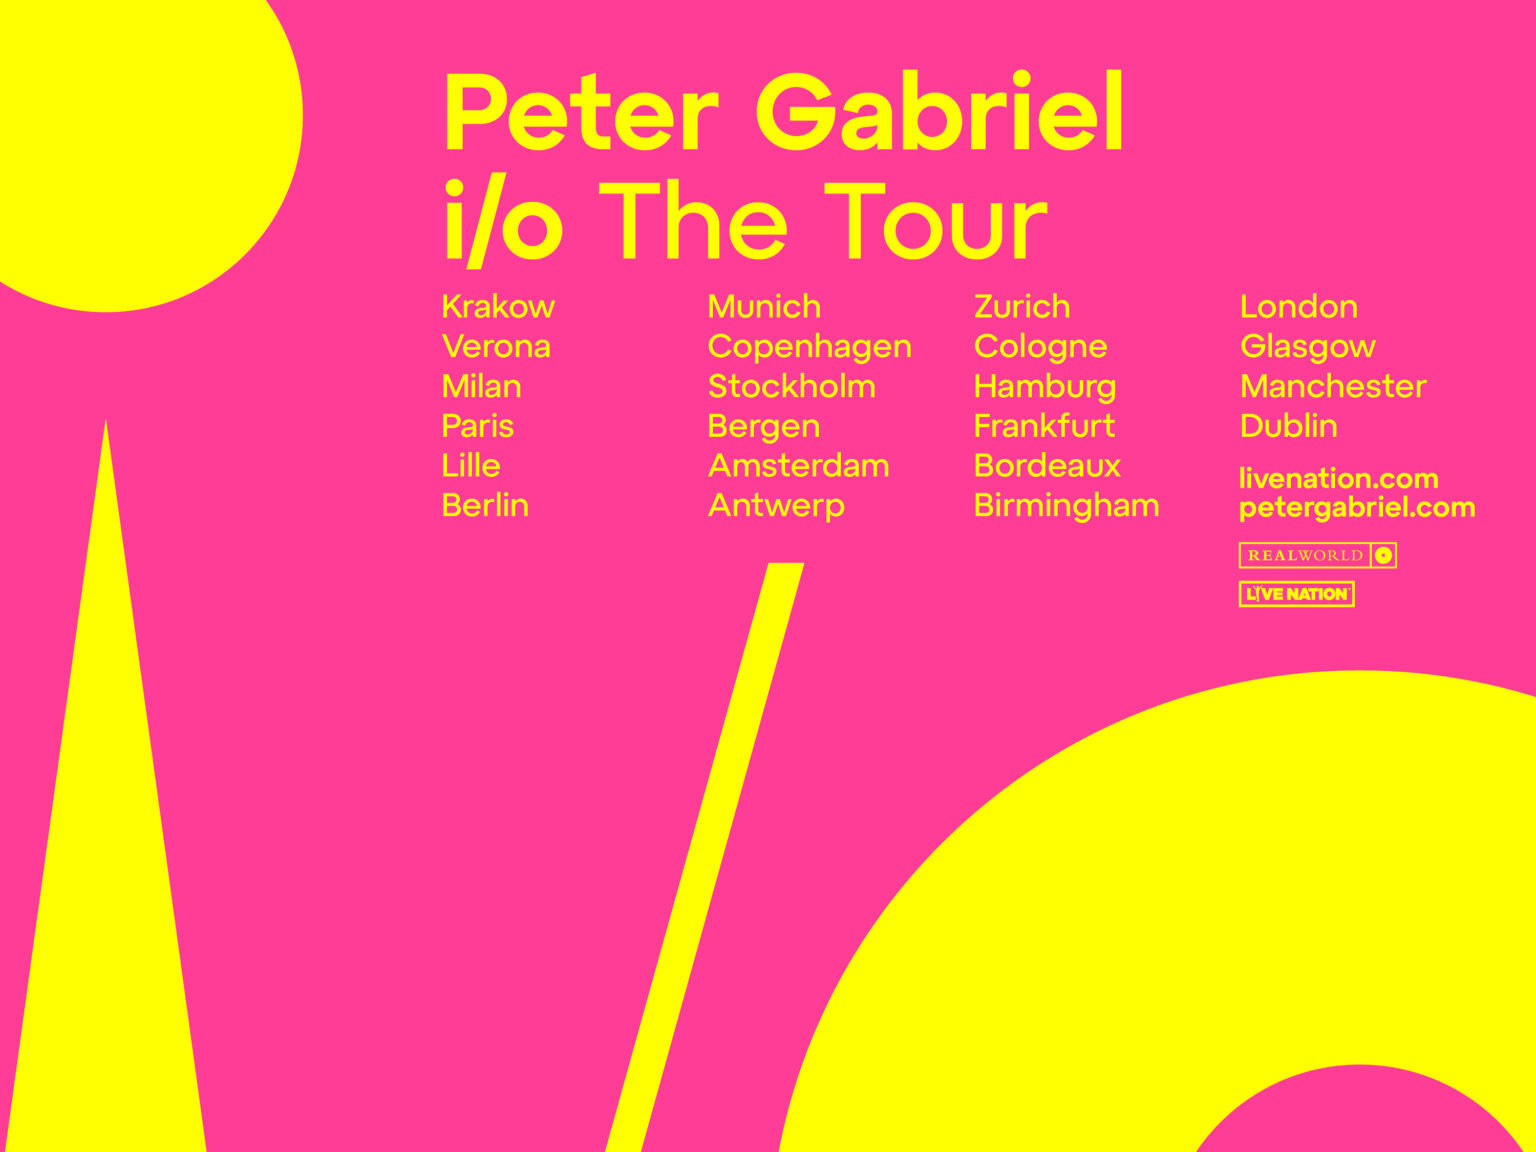 Peter Gabriel
i/o The Tour
Krakow
Verona
Milan
Paris
Lille
Berlin
Munich
Copenhagen
Stockholm
Bergen
Amsterdam
Antwerp
Zurich
Cologne
Hamburg
Frankfurt
Bordeaux
Birmingham
London
Glasgow
Manchester
Dublin
livenation.com
petergabriel.com
REALWORLD
LIVE NATION
i/o